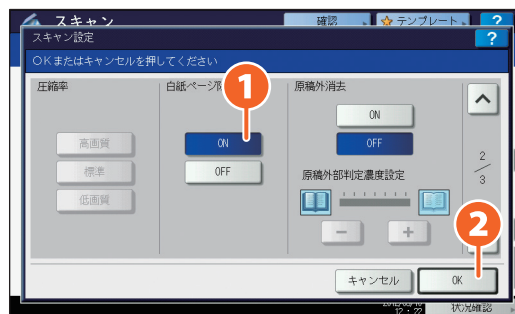 スキャン
確認
テンプレート
?
スキャン設定
?
OKまたはキャンセルを押してください
圧縮率
白紙ページ
原稿外消去
1
高画質
標準
低画質
ON
OFF
ON
OFF
原稿外部判定濃度設定
－
＋
2
3
2
キャンセル
OK
12：22
状況確認